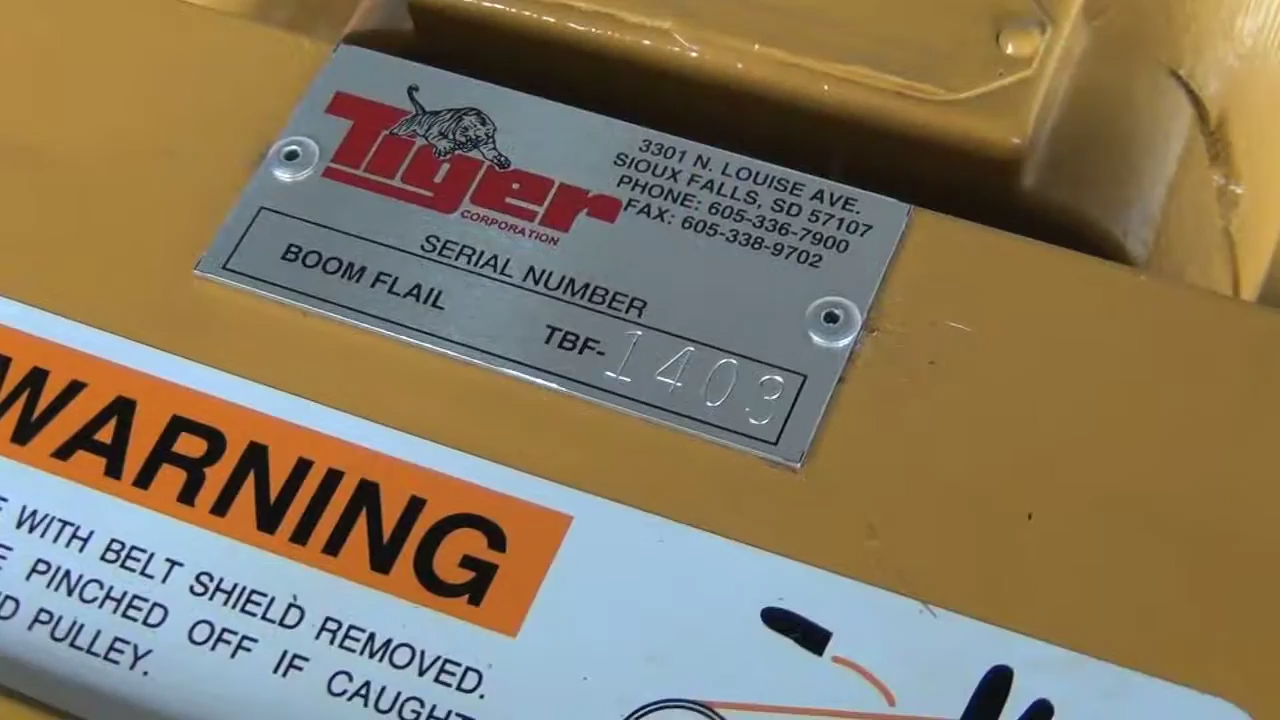 Tiger
CORPORATION
3301 N. LOUISE AVE.
SIOUX FALLS, SD 57107
PHONE: 605-336-7900
FAX: 605-338-9702
SERIAL NUMBER
BOOM FLAIL TBF-1403
WARNING
WITH BELT SHIELD REMOVED.
PINCHED OFF IF CAUGHT
PULLEY.